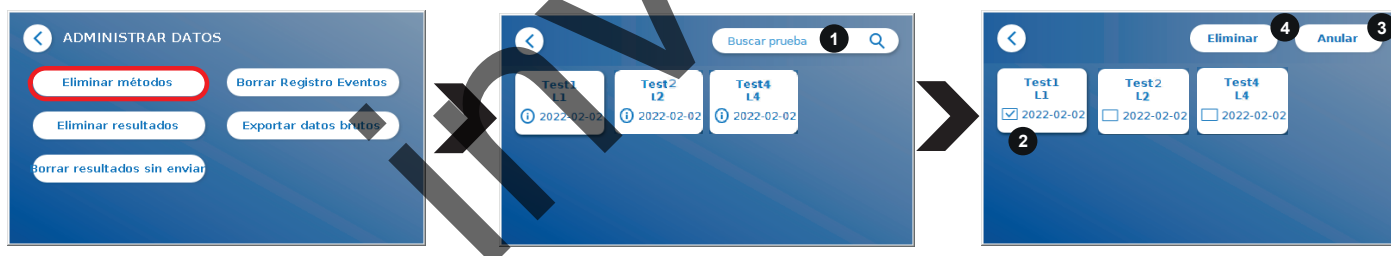 ADMINISTRAR DATOS
Eliminar métodos
Borrar Registro Eventos
Eliminar resultados
Exportar datos brutos
Borrar resultados sin enviar
Buscar prueba
1
Test1
L1
2022-02-02
Test2
L2
2022-02-02
Test4
L4
2022-02-02
Eliminar
4
Anular
3
Test1
L1
2022-02-02
2
Test2
L2
2022-02-02
Test4
L4
2022-02-02